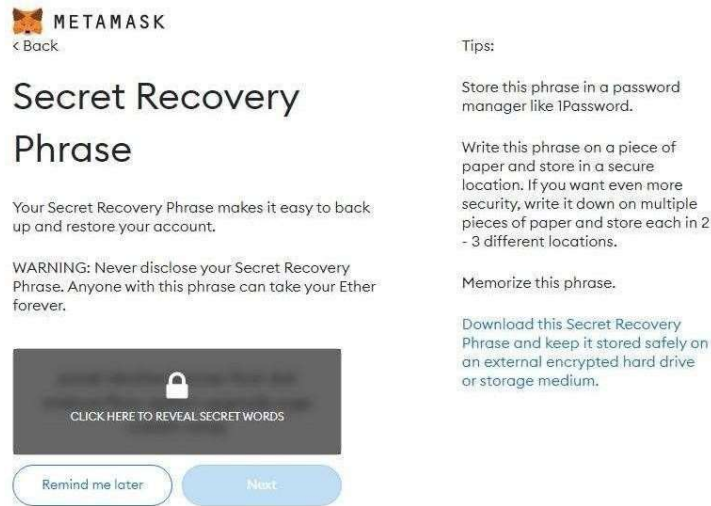 METAMASK
< Back
Secret Recovery
Phrase
Your Secret Recovery Phrase makes it easy to back
up and restore your account.
WARNING: Never disclose your Secret Recovery
Phrase. Anyone with this phrase can take your Ether
forever.
CLICK HERE TO REVEAL SECRET WORDS
Remind me later
Next
Tips:
Store this phrase in a password
manager like 1Password.
Write this phrase on a piece of
paper and store in a secure
location. If you want even more
security, write it down on multiple
pieces of paper and store each in 2
- 3 different locations.
Memorize this phrase.
Download this Secret Recovery
Phrase and keep it stored safely on
an external encrypted hard drive
or storage medium.